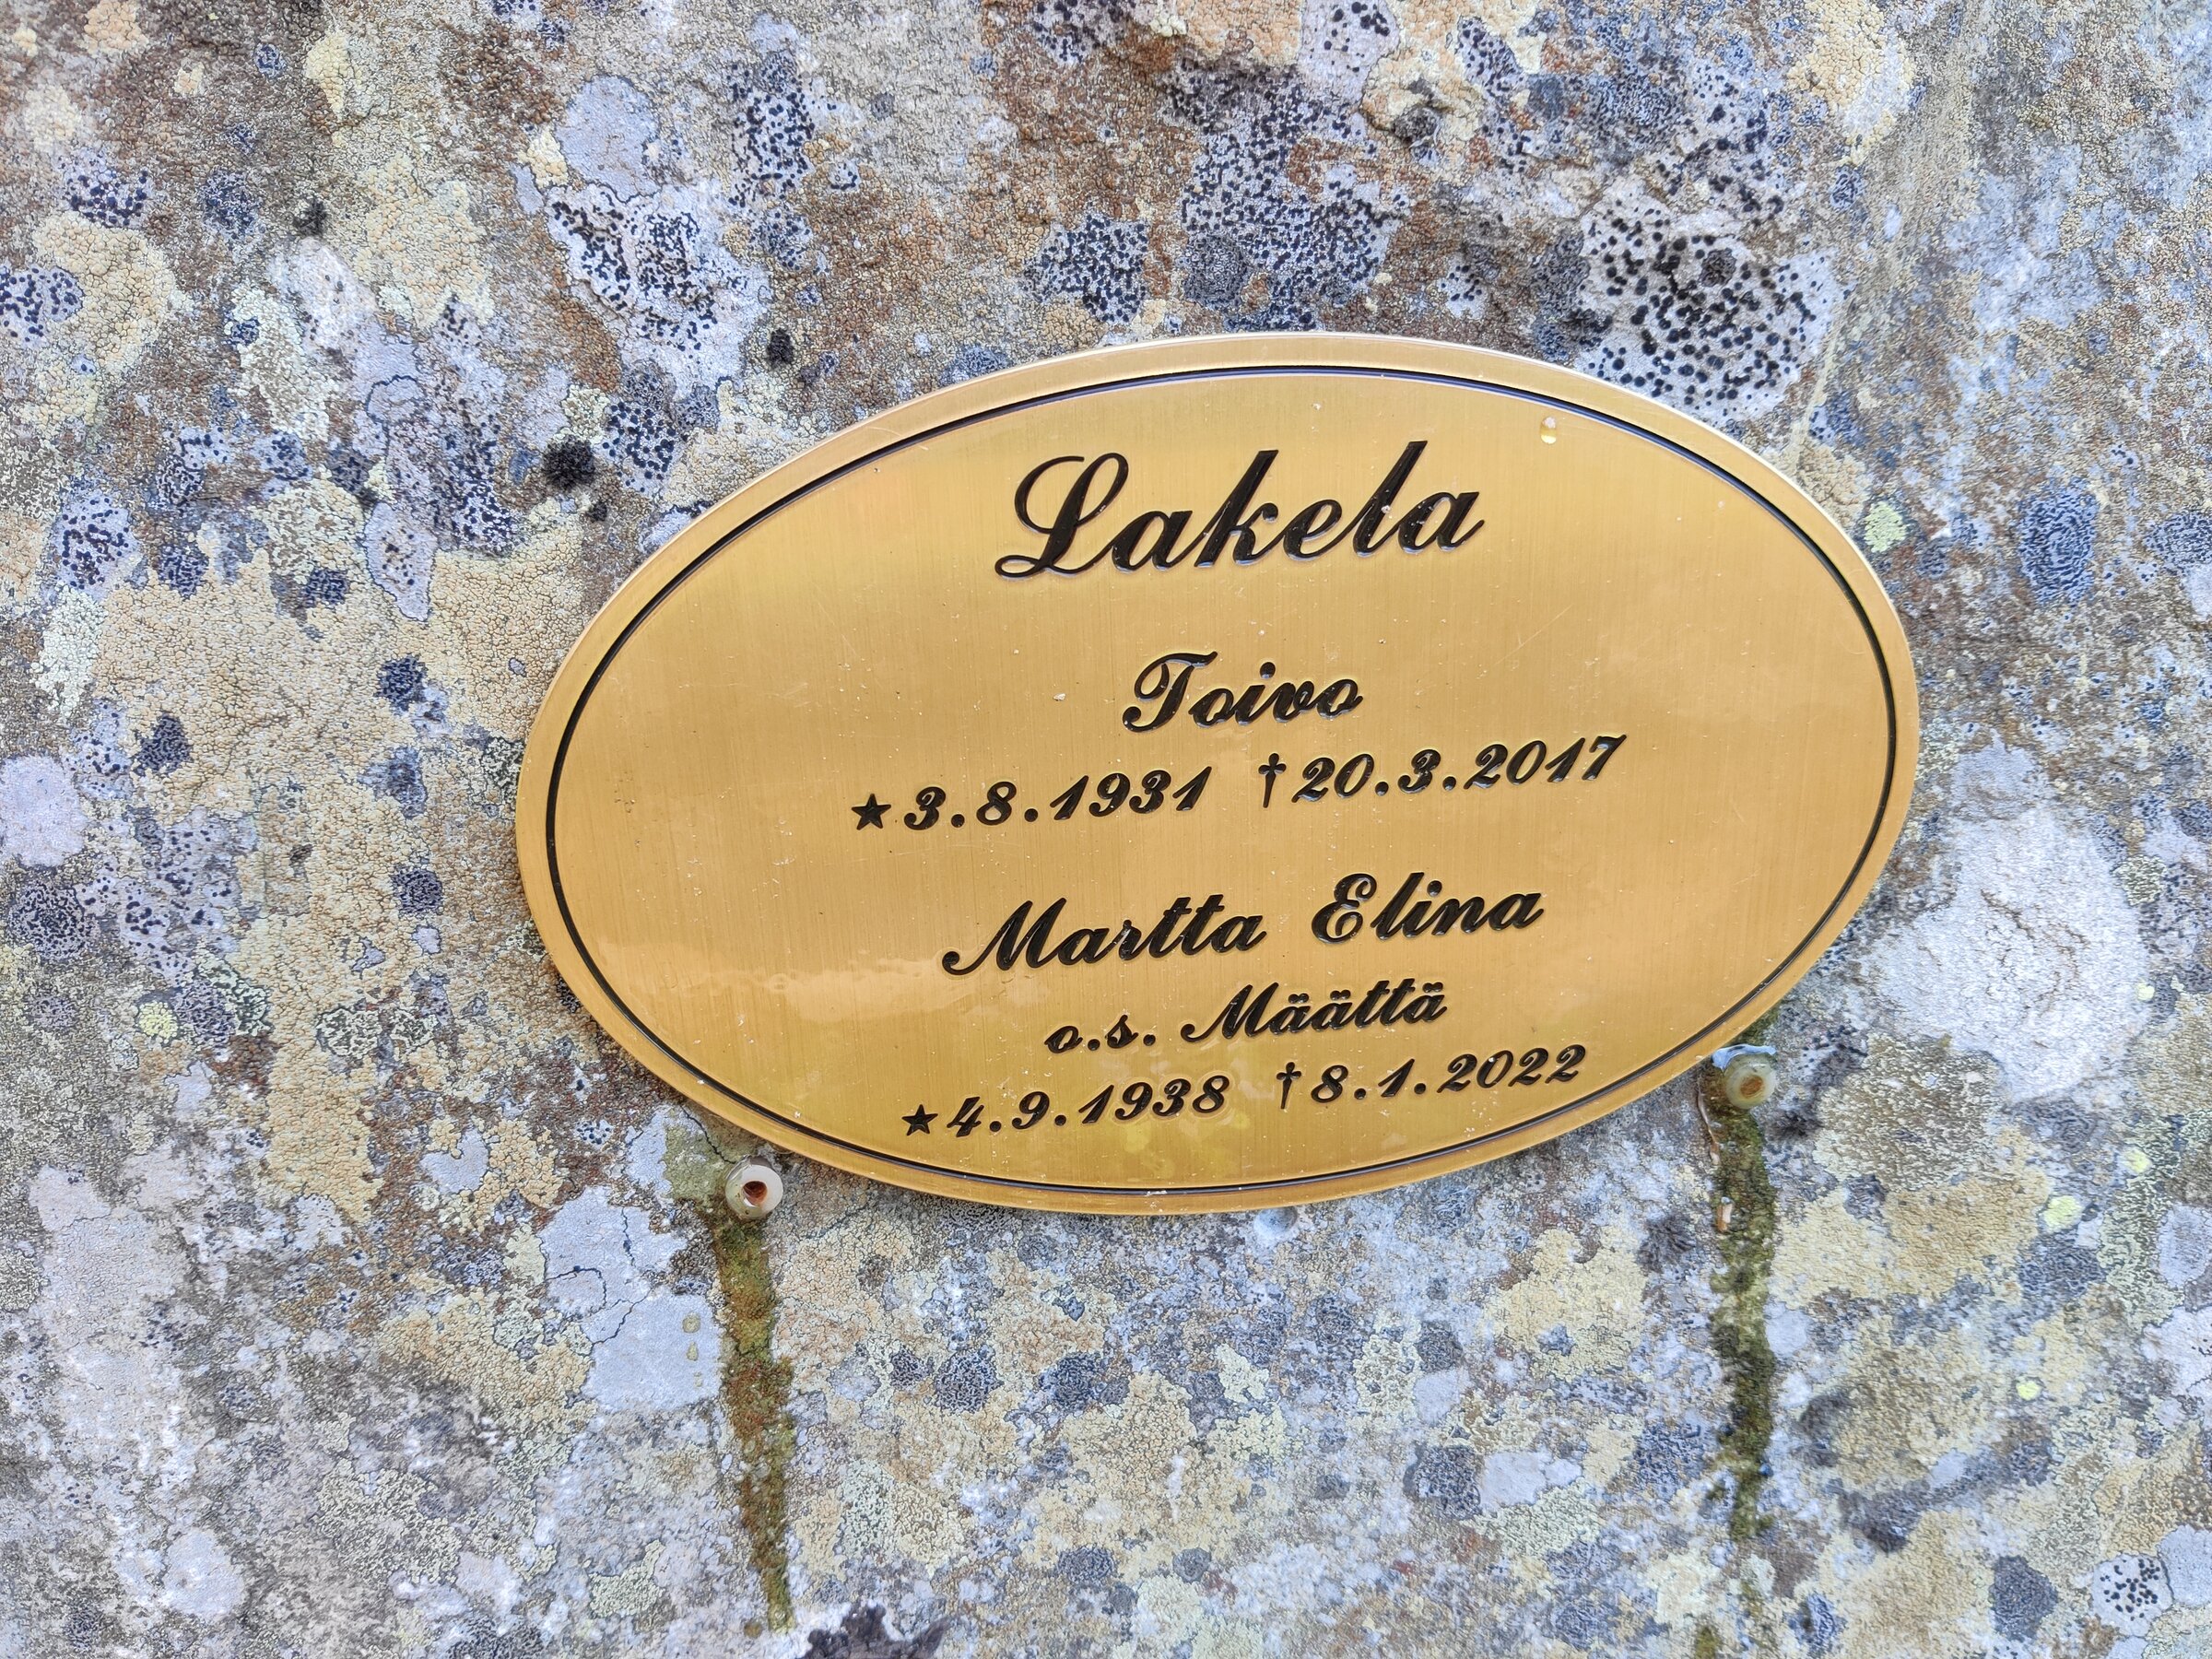 Lakela
Toivo
★3.8.1931 †20.3.2017
Martta Elina
o.s. Määttä
★4.9.1938 †8.1.2022